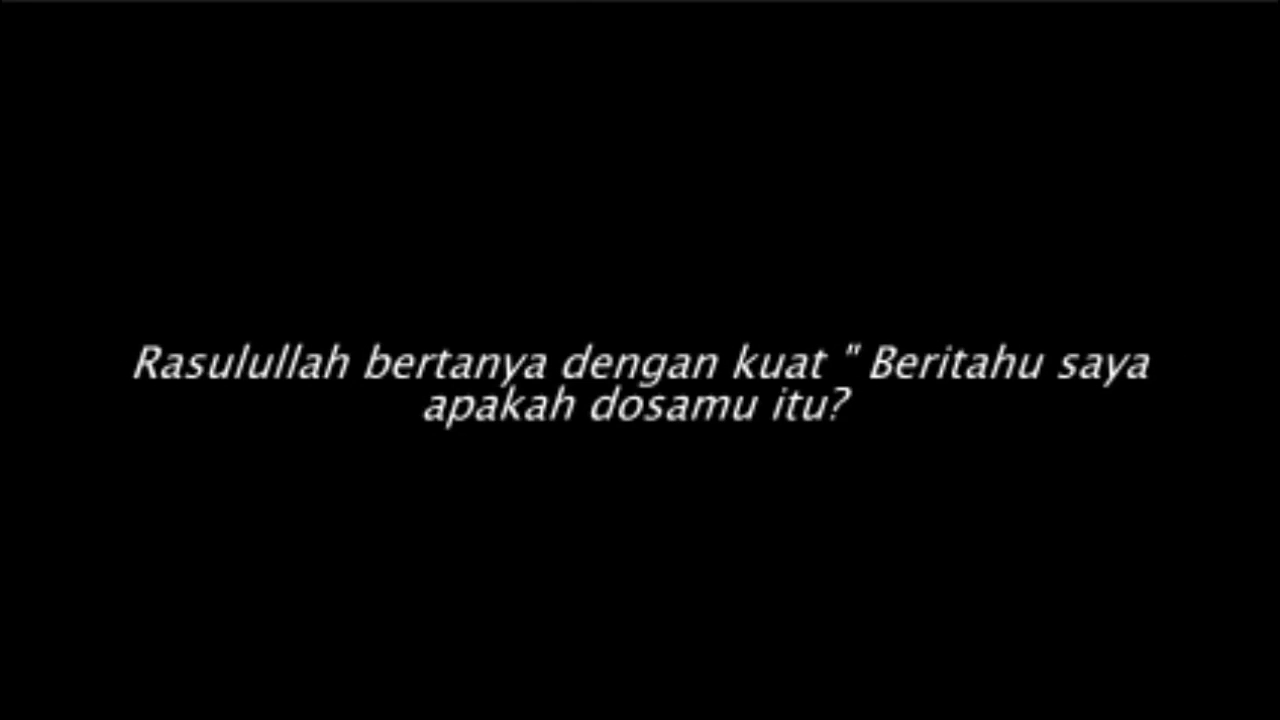 Rasulullah bertanya dengan kuat " Beritahu saya
apakah dosamu itu?